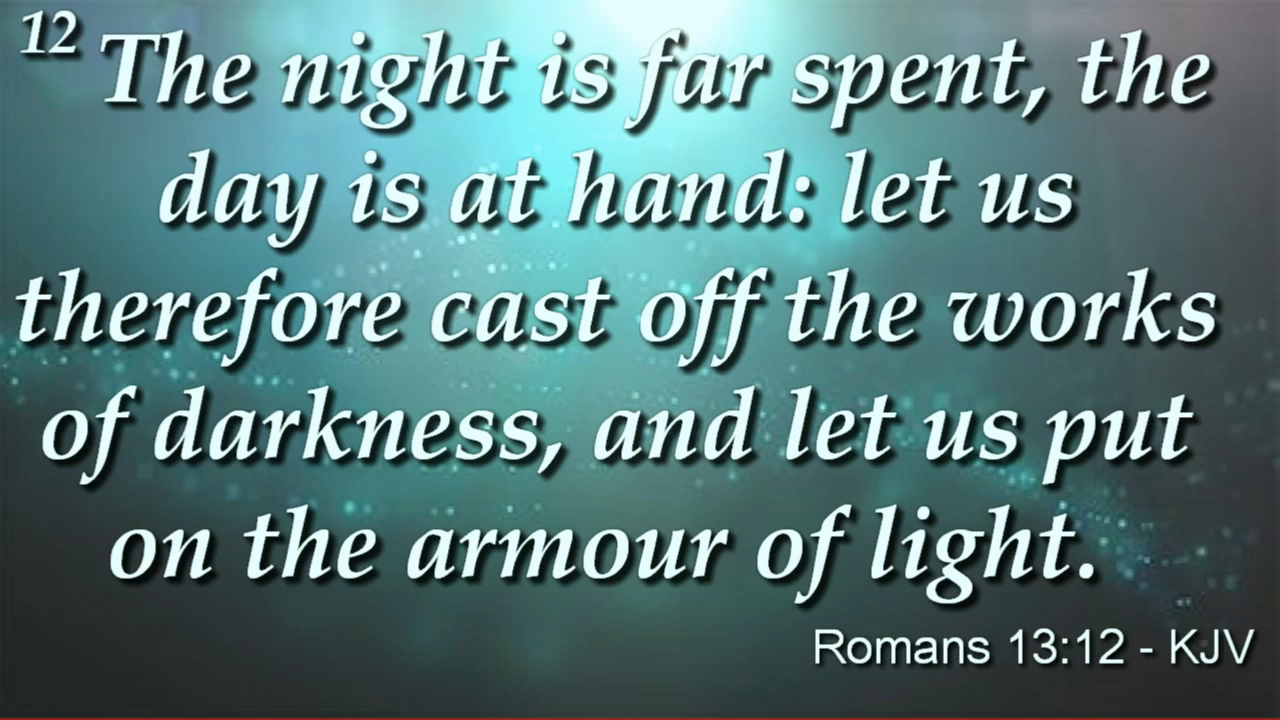 12 The night is far spent, the
day is at hand: let us
therefore cast off the works
of darkness, and let us put
on the armour of light.
Romans 13:12 - KJV